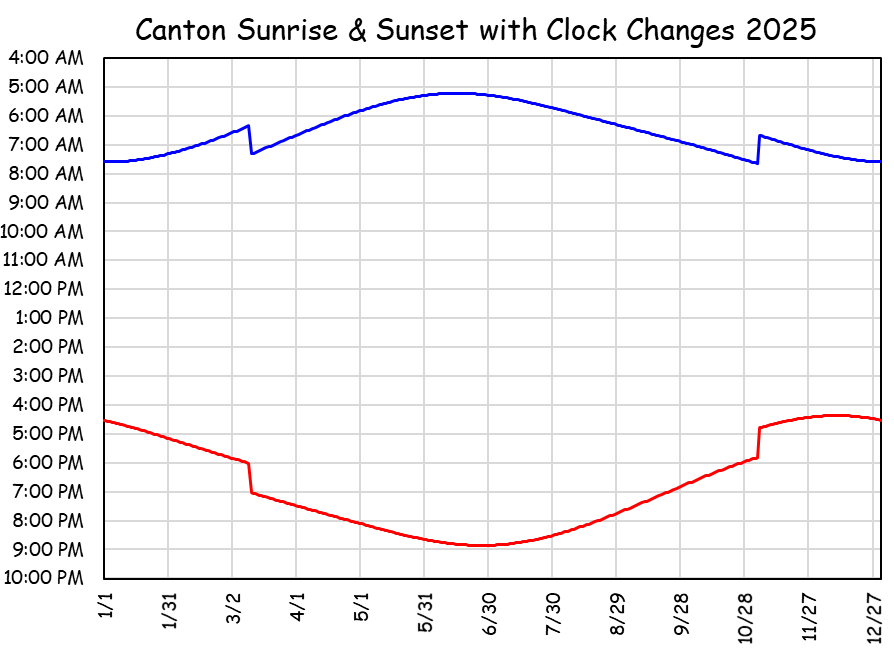 Canton Sunrise & Sunset with Clock Changes 2025
4:00 AM
5:00 AM
6:00 AM
7:00 AM
8:00 AM
9:00 AM
10:00 AM
11:00 AM
12:00 PM
1:00 PM
2:00 PM
3:00 PM
4:00 PM
5:00 PM
6:00 PM
7:00 PM
8:00 PM
9:00 PM
10:00 PM
1/1
1/31
3/2
4/1
5/1
5/31
6/30
7/30
8/29
9/28
10/28
11/27
12/27